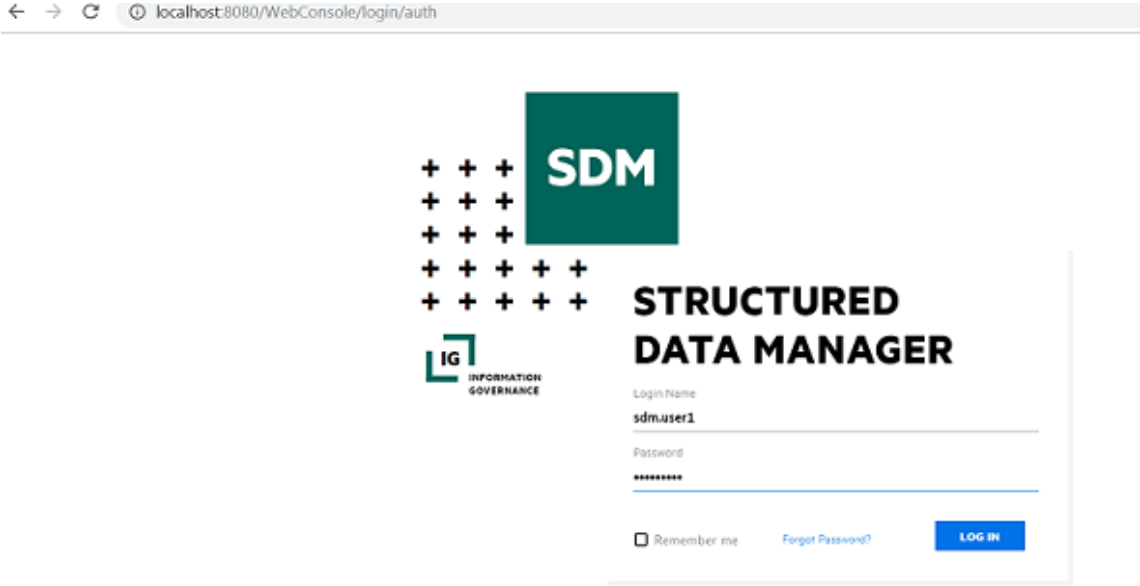 localhost:8080/WebConsole/login/auth
SDM
IG
INFORMATION
GOVERNANCE
STRUCTURED
DATA MANAGER
Login Name
sdm.user1
Password
•••••••••
Remember me
Forgot Password?
LOG IN